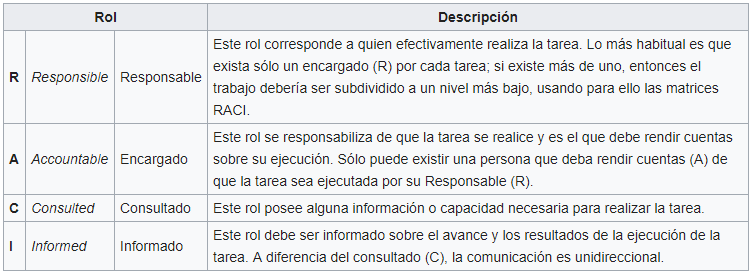 Rol Descripción
R Responsible Responsable
Este rol corresponde a quien efectivamente realiza la tarea. Lo más habitual es que
exista sólo un encargado (R) por cada tarea; si existe más de uno, entonces el
trabajo debería ser subdividido a un nivel más bajo, usando para ello las matrices
RACI.
A Accountable Encargado
Este rol se responsabiliza de que la tarea se realice y es el que debe rendir cuentas
sobre su ejecución. Sólo puede existir una persona que deba rendir cuentas (A) de
que la tarea sea ejecutada por su Responsable (R).
C Consulted Consultado Este rol posee alguna información o capacidad necesaria para realizar la tarea.
I Informed Informado
Este rol debe ser informado sobre el avance y los resultados de la ejecución de la
tarea. A diferencia del consultado (C), la comunicación es unidireccional.